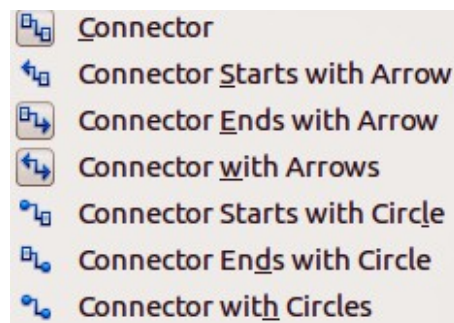 Connector
Connector Starts with Arrow
Connector Ends with Arrow
Connector with Arrows
Connector Starts with Circle
Connector Ends with Circle
Connector with Circles